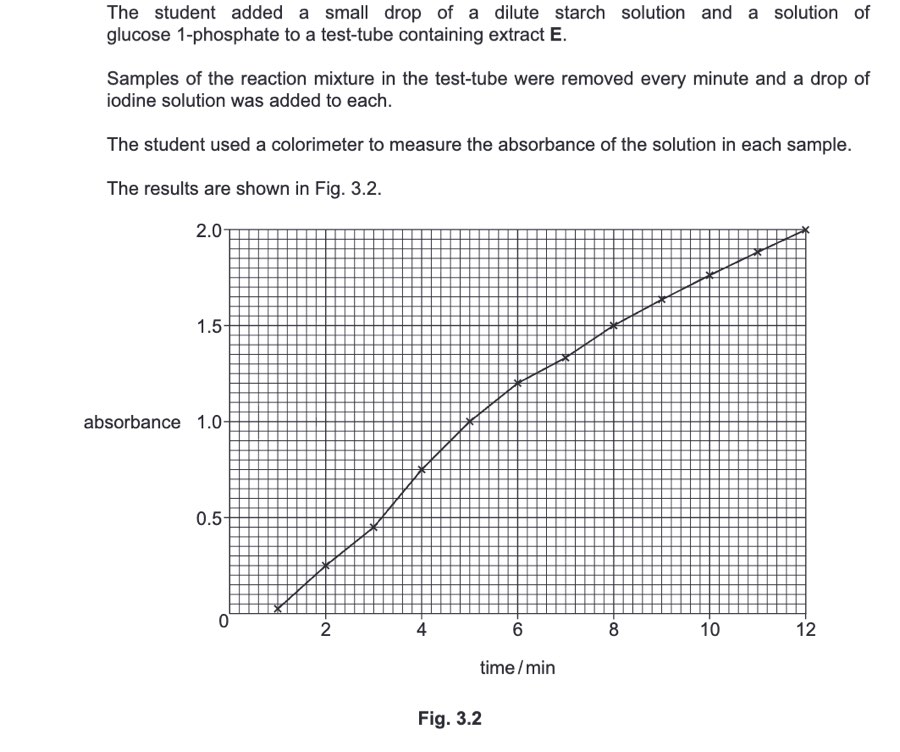 The student added a small drop of a dilute starch solution and a solution of
glucose 1-phosphate to a test-tube containing extract E.
Samples of the reaction mixture in the test-tube were removed every minute and a drop of
iodine solution was added to each.
The student used a colorimeter to measure the absorbance of the solution in each sample.
The results are shown in Fig. 3.2.
2.0
1.5
absorbance 1.0
0.5
0
2 4 6 8 10 12
time / min
Fig. 3.2